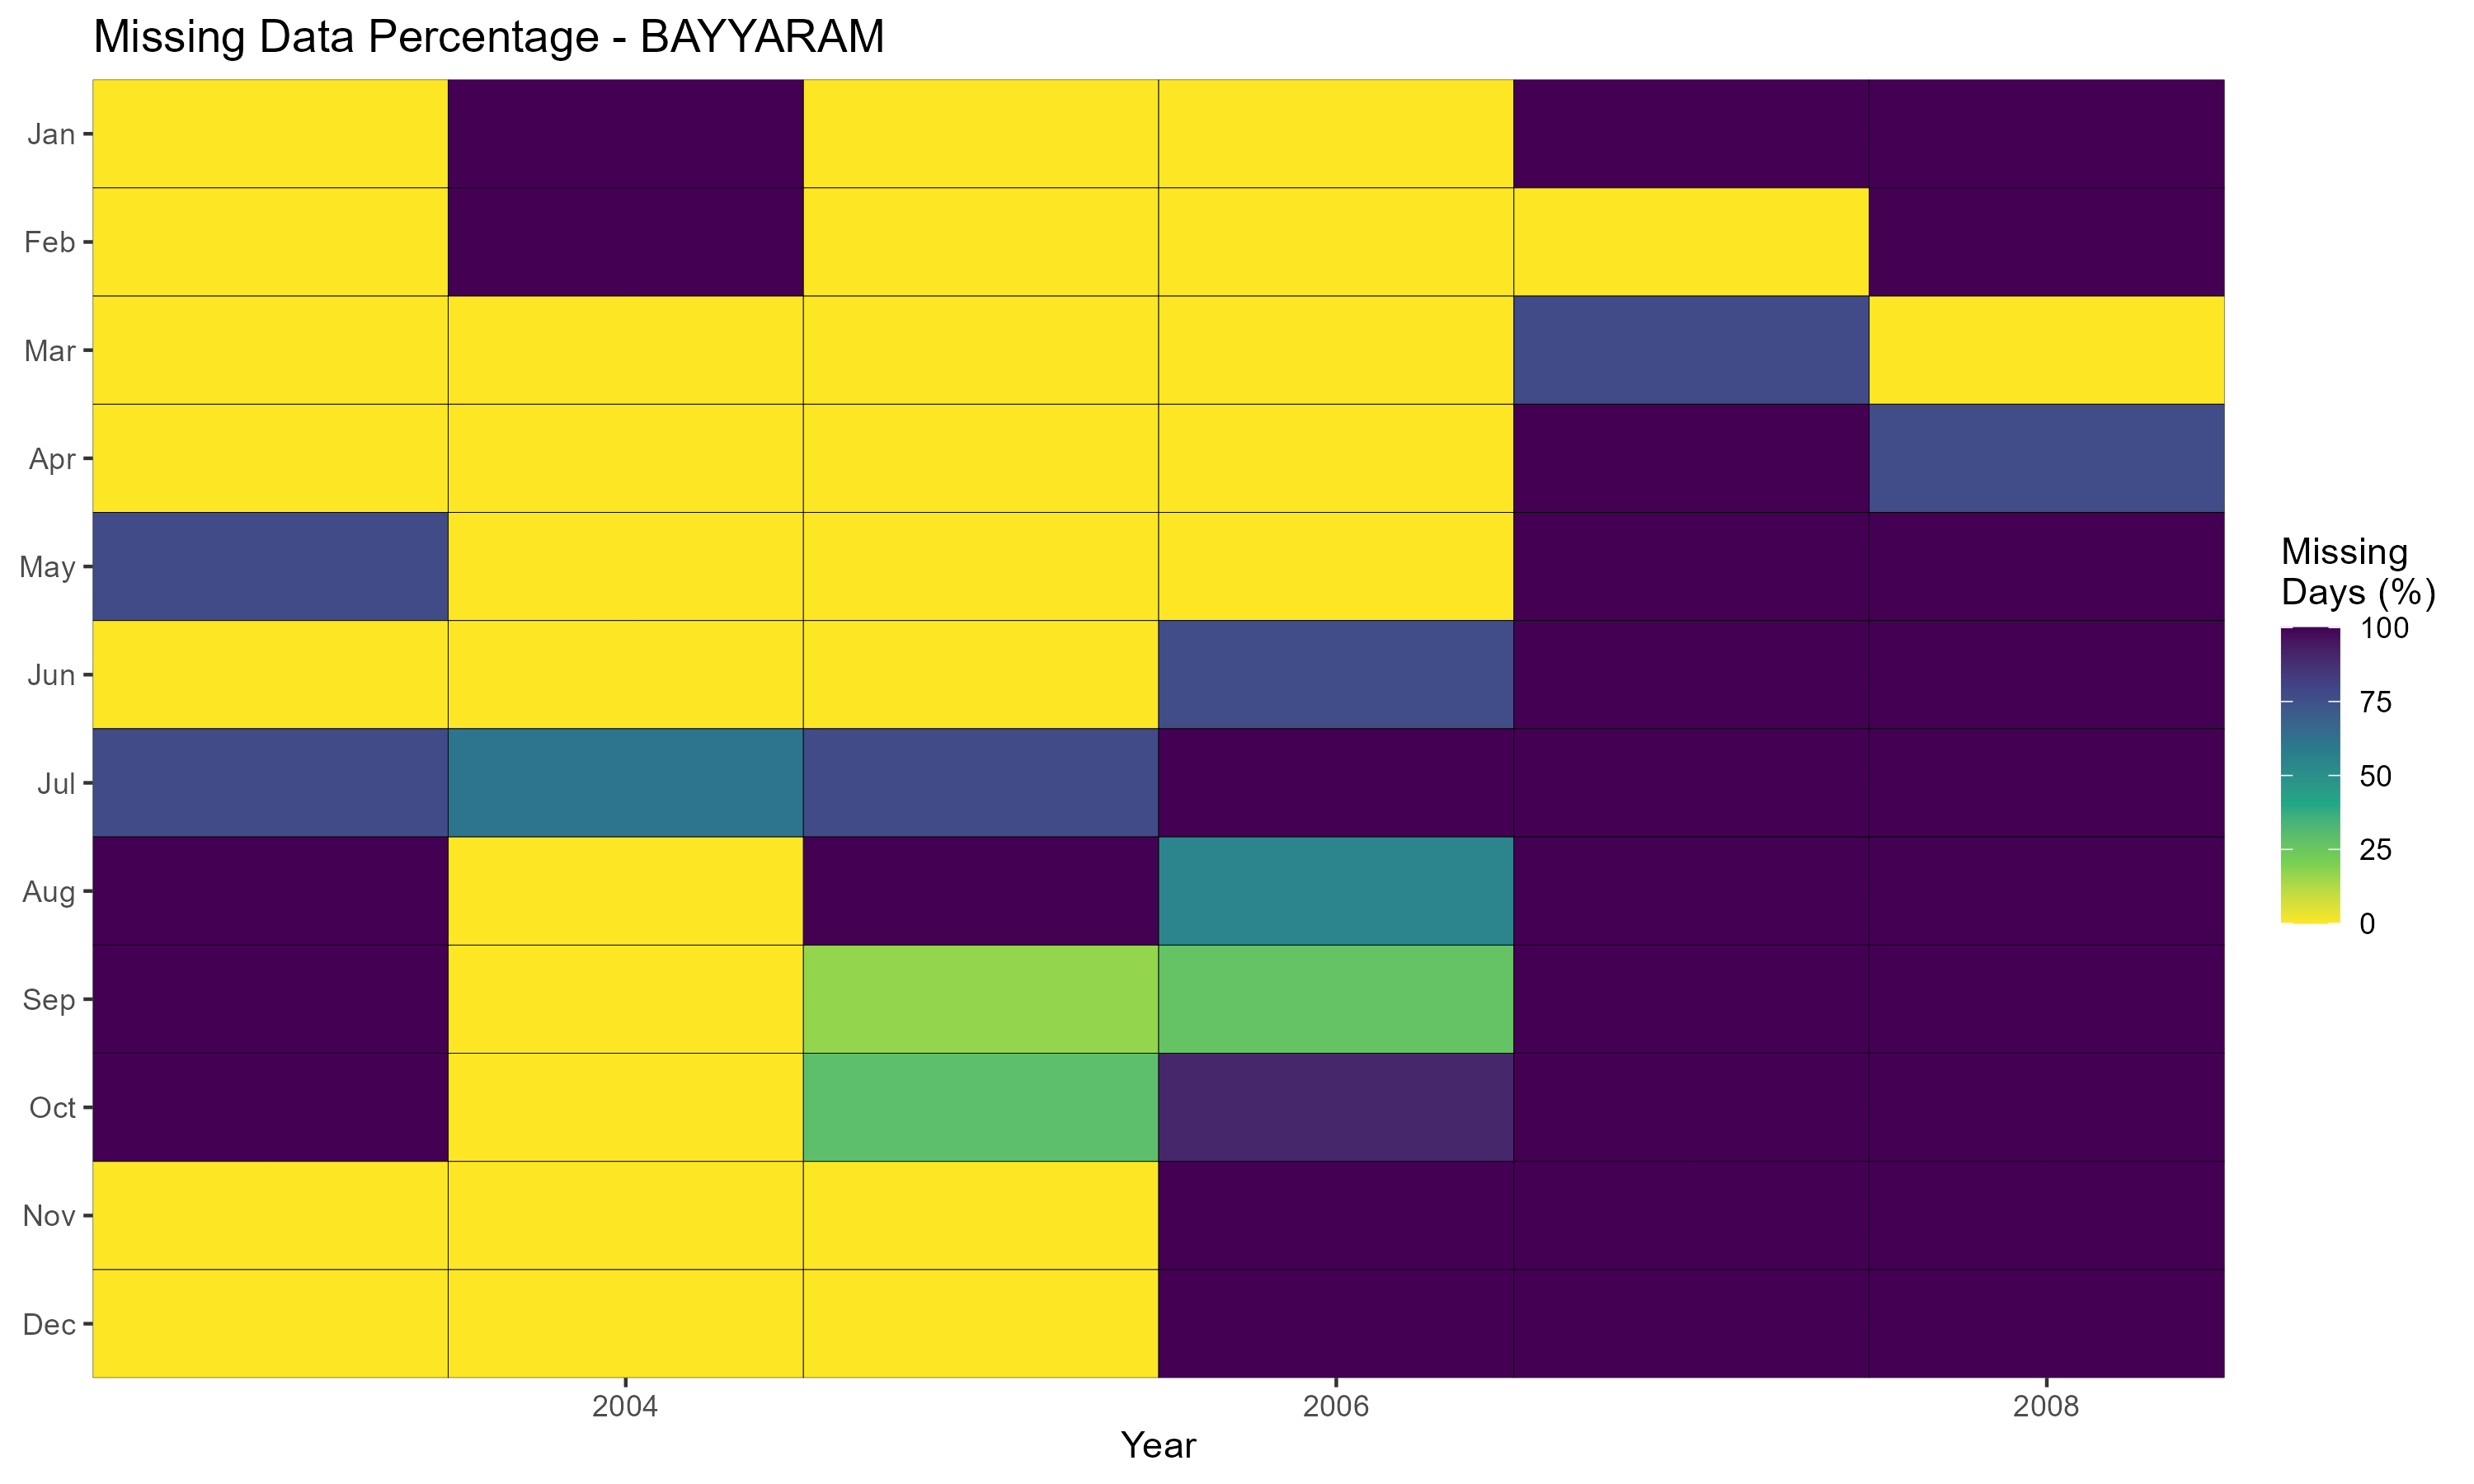 Missing Data Percentage - BAYYARAM
Jan
Feb
Mar
Apr
May
Jun
Jul
Aug
Sep
Oct
Nov
Dec
2004
2006
2008
Year
Missing
Days (%)
100
75
50
25
0